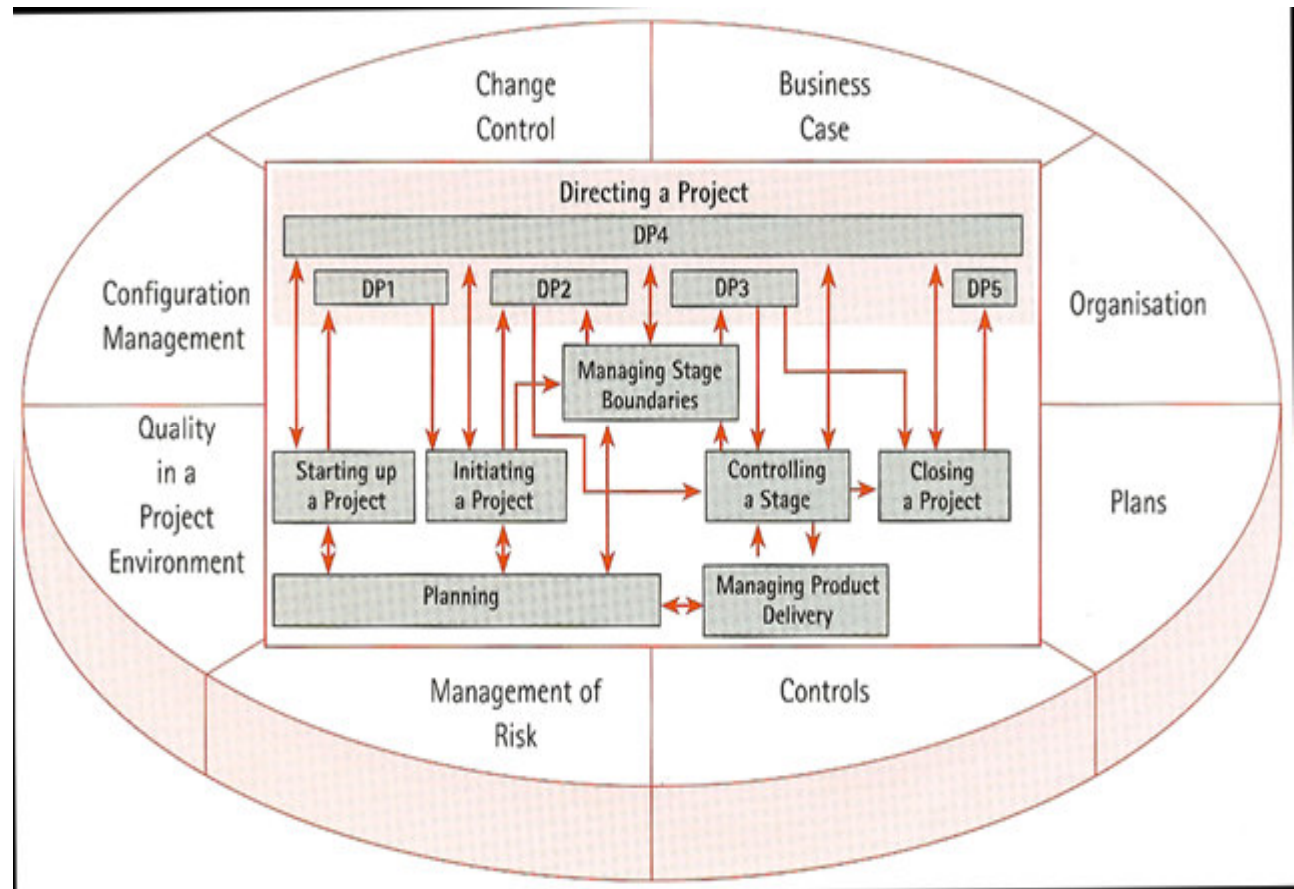 Change
Control
Business
Case
Configuration
Management
Organisation
Quality
in a
Project
Environment
Plans
Management of
Risk
Controls
Directing a Project
DP4
DP1
DP2
DP3
DP5
Managing Stage
Boundaries
Starting up
a Project
Initiating
a Project
Controlling
a Stage
Closing
a Project
Planning
Managing Product
Delivery